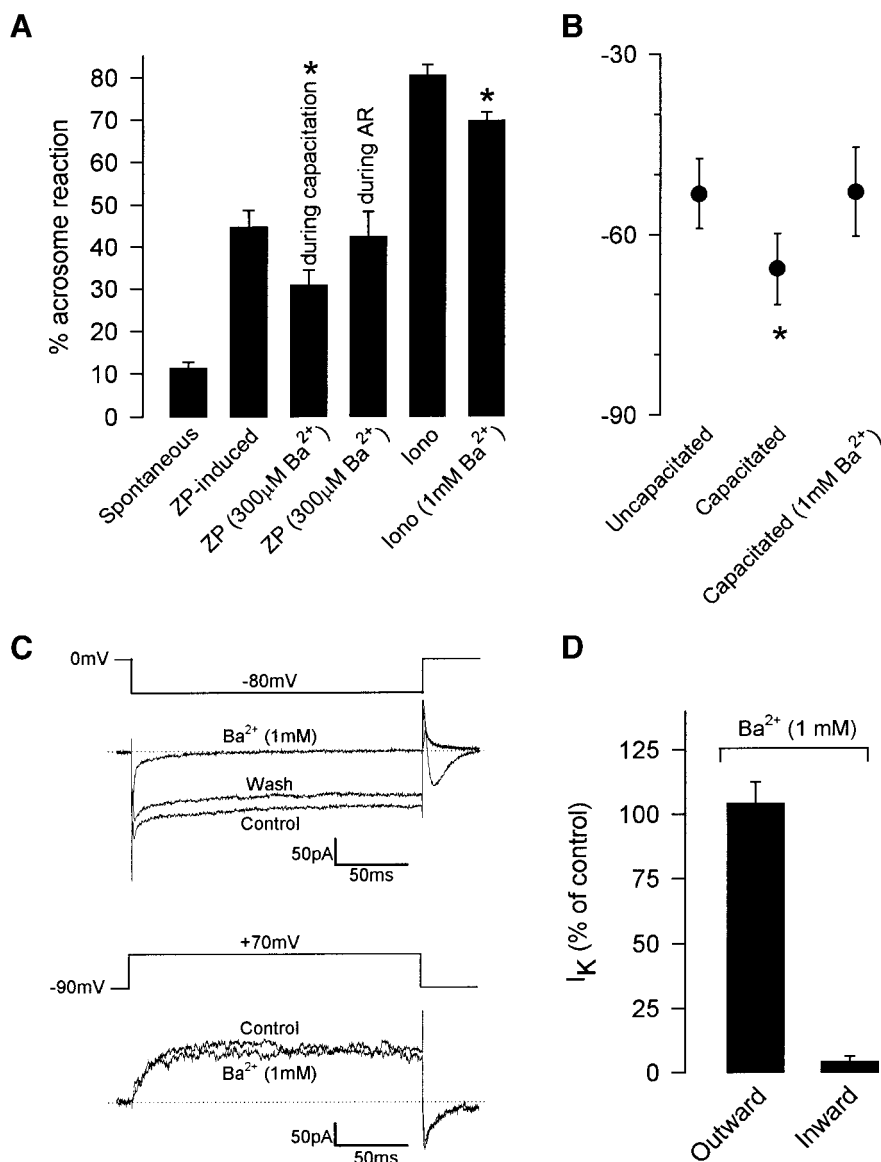 A
% acrosome reaction
80
70
60
50
40
30
20
10
0
during capacitation *
during AR
*
Spontaneous
ZP-induced
ZP (300µM Ba²⁺)
ZP (300µM Ba²⁺)
Iono
Iono (1mM Ba²⁺)
B
-30
-60
-90
*
Uncapacitated
Capacitated
Capacitated (1mM Ba²⁺)
C
0mV
-80mV
Ba²⁺ (1mM)
Wash
Control
50pA
50ms
+70mV
-90mV
Control
Ba²⁺ (1mM)
50pA
50ms
D
Ba²⁺ (1 mM)
I_K (% of control)
125
100
75
50
25
0
Outward
Inward